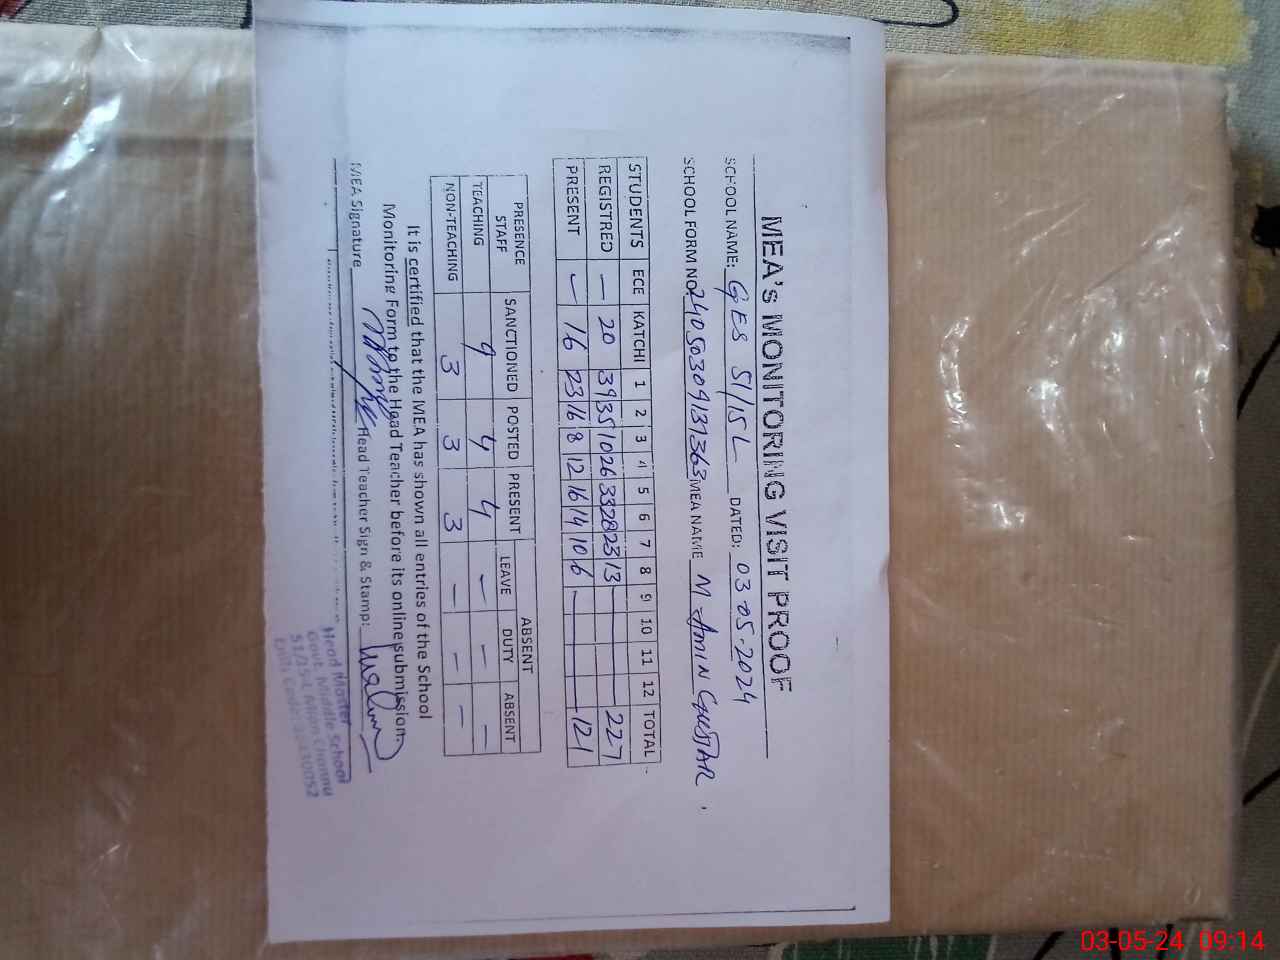 MEA's MONITORING VISIT PROOF
SCHOOL NAME: GES 51/15L DATED: 03-05-2024
SCHOOL FORM NO. MEA NAME M AMIN
STUDENTS ECE KATCHI 1 2 3 4 5 6 7 8 9 10 11 12 TOTAL
REGISTRED — 20 39 35 10 26 33 28 23 13 — 227
PRESENT — 16 23 16 8 12 16 14 10 6 — 121
PRESENCE STAFF SANCTIONED POSTED PRESENT ABSENT
LEAVE DUTY ABSENT
TEACHING 9 4 4 — — —
NON-TEACHING 3 3 3 — — —
It is certified that the MEA has shown all entries of the School
Monitoring Form to the Head Teacher before its online submission.
MEA Signature Head Teacher Sign & Stamp:
Head Master
Govt. Middle School
51/15-L Mian Channu
03-05-24 09:14